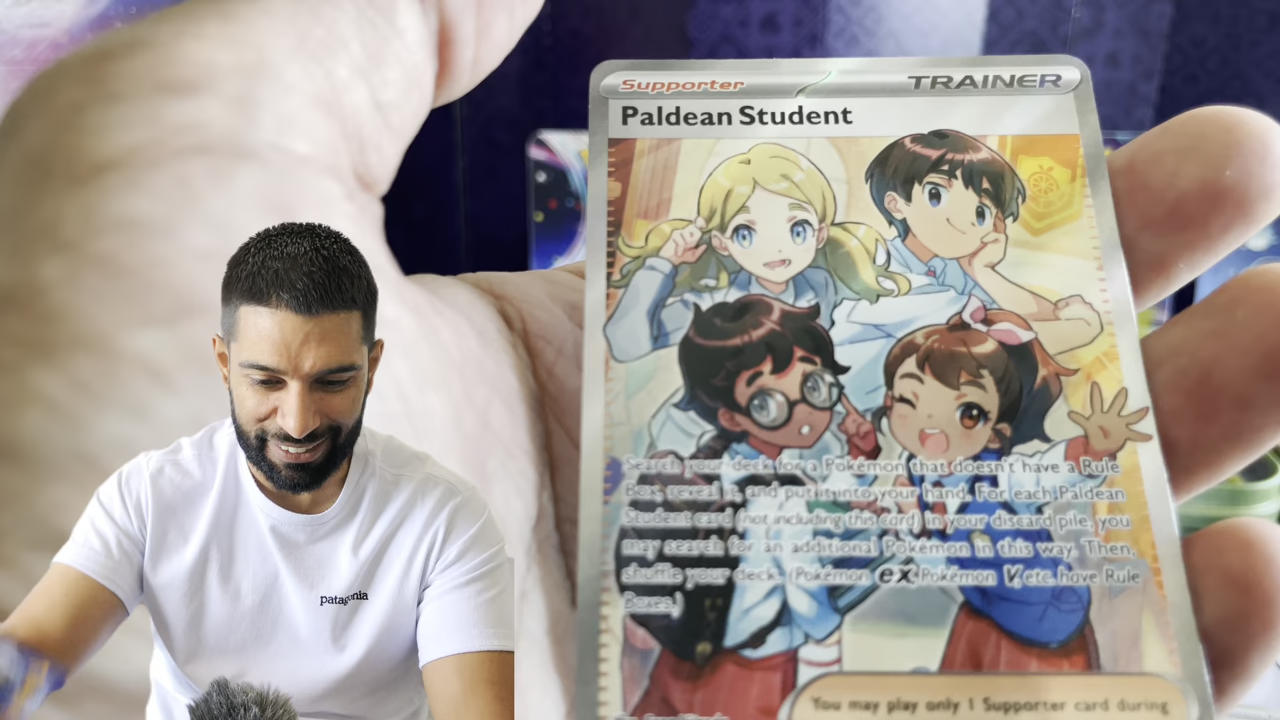 Supporter
TRAINER
Paldean Student
Search your deck for a Pokémon that doesn't have a Rule
Box, reveal it, and put it into your hand. For each Paldean
Student card (not including this card) in your discard pile, you
may search for an additional Pokémon in this way. Then,
shuffle your deck. (Pokémon ex, Pokémon V, etc. have Rule
Boxes.)
You may play only 1 Supporter card during
patagonia